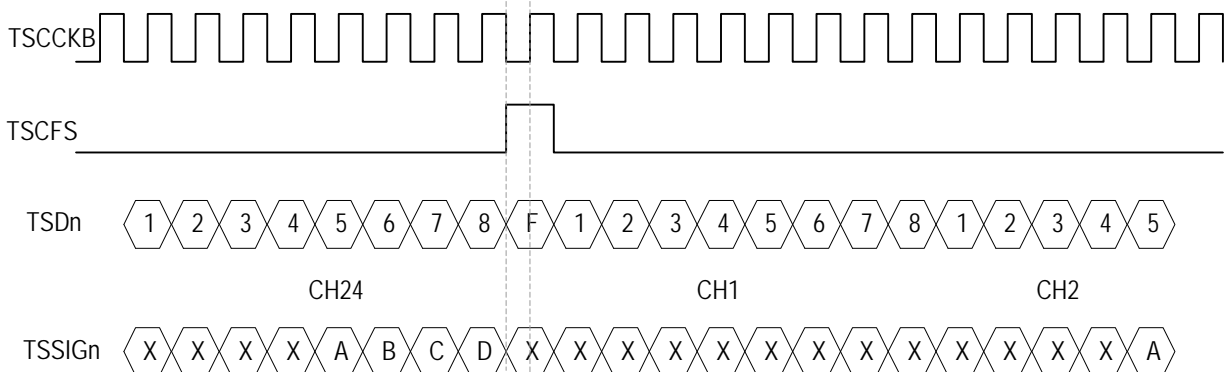 TSCCKB
TSCFS
TSDn 1 2 3 4 5 6 7 8 F 1 2 3 4 5 6 7 8 1 2 3 4 5
CH24 CH1 CH2
TSSIGn X X X X A B C D X X X X X X X X X X X X X A